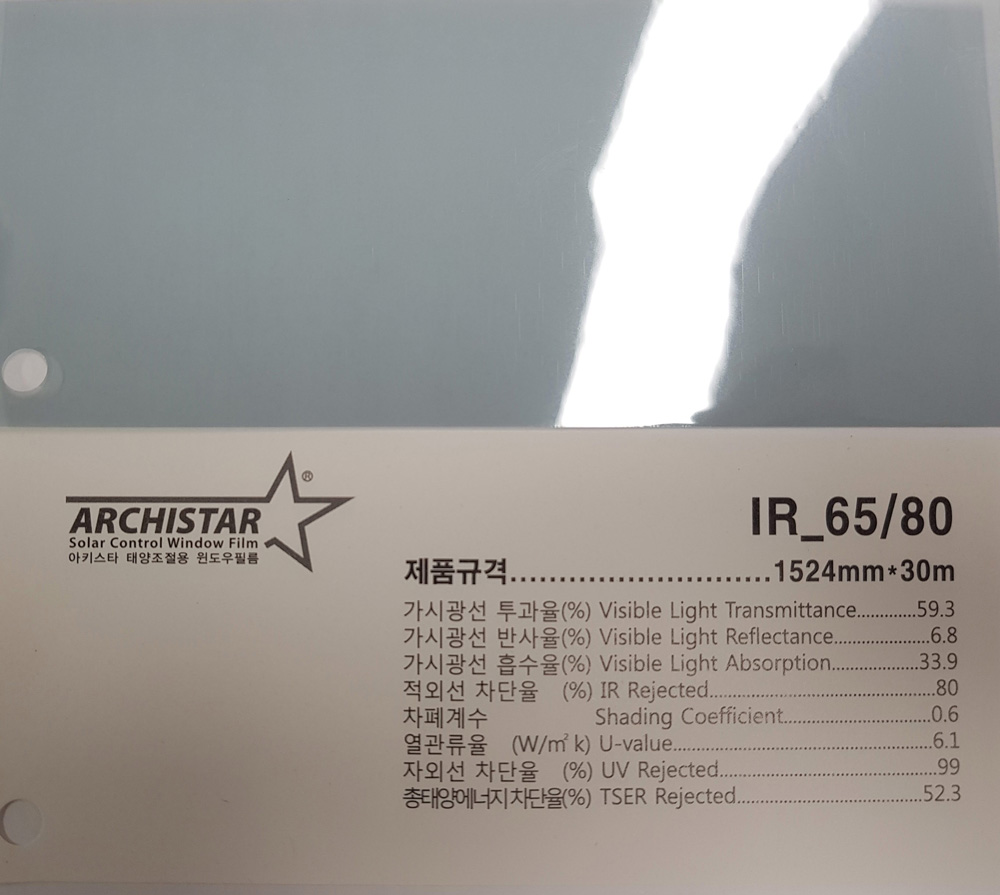 ARCHISTAR ®
Solar Control Window Film
아키스타 태양조절용 윈도우필름
IR_65/80
제품규격............................1524mm*30m
가시광선 투과율(%) Visible Light Transmittance............59.3
가시광선 반사율(%) Visible Light Reflectance...................6.8
가시광선 흡수율(%) Visible Light Absorption.................33.9
적외선 차단율 (%) IR Rejected.............................................80
차폐계수 Shading Coefficient.............................0.6
열관류율 (W/㎡ k) U-value...................................................6.1
자외선 차단율 (%) UV Rejected...........................................99
총태양에너지차단율(%) TSER Rejected.....................................52.3